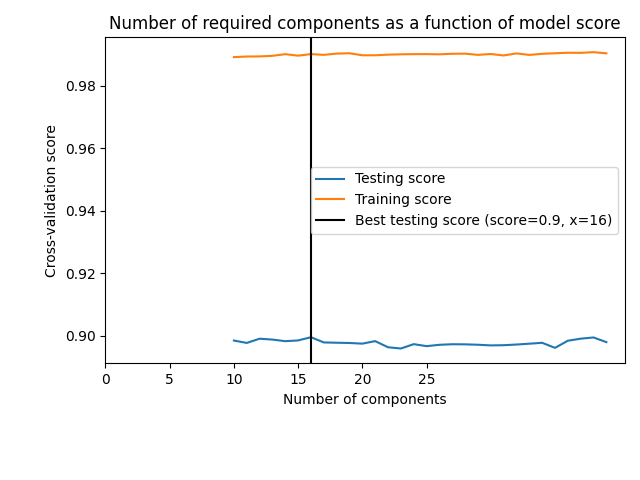 Number of required components as a function of model score
Cross-validation score
0.98
0.96
0.94
0.92
0.90
Testing score
Training score
Best testing score (score=0.9, x=16)
0 5 10 15 20 25
Number of components